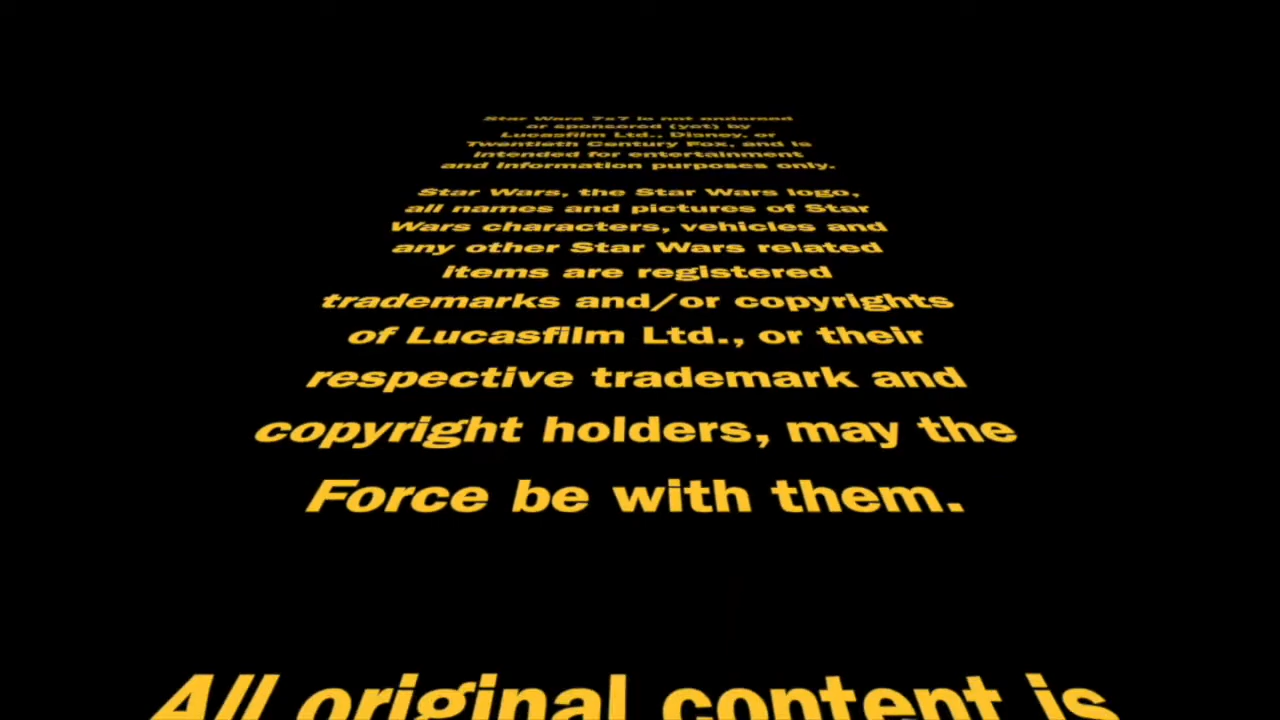 Star Wars 7x7 is not endorsed
or sponsored (yet) by
Lucasfilm Ltd., Disney, or
Twentieth Century Fox, and is
intended for entertainment
and information purposes only.
Star Wars, the Star Wars logo,
all names and pictures of Star
Wars characters, vehicles and
any other Star Wars related
items are registered
trademarks and/or copyrights
of Lucasfilm Ltd., or their
respective trademark and
copyright holders, may the
Force be with them.
All original content is